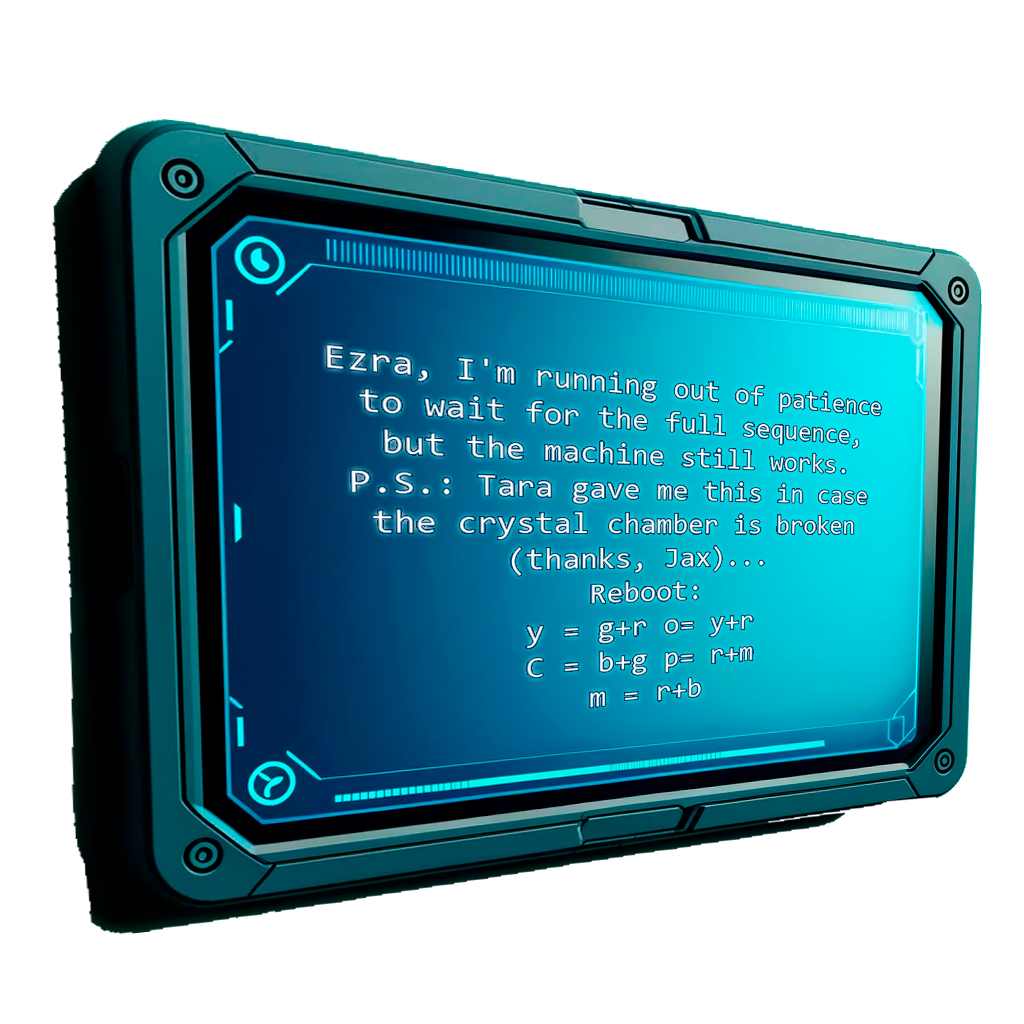 Ezra, I'm running out of patience
to wait for the full sequence,
but the machine still works.
P.S.: Tara gave me this in case
the crystal chamber is broken
(thanks, Jax)...
Reboot:
y = g+r o= y+r
C = b+g p= r+m
m = r+b